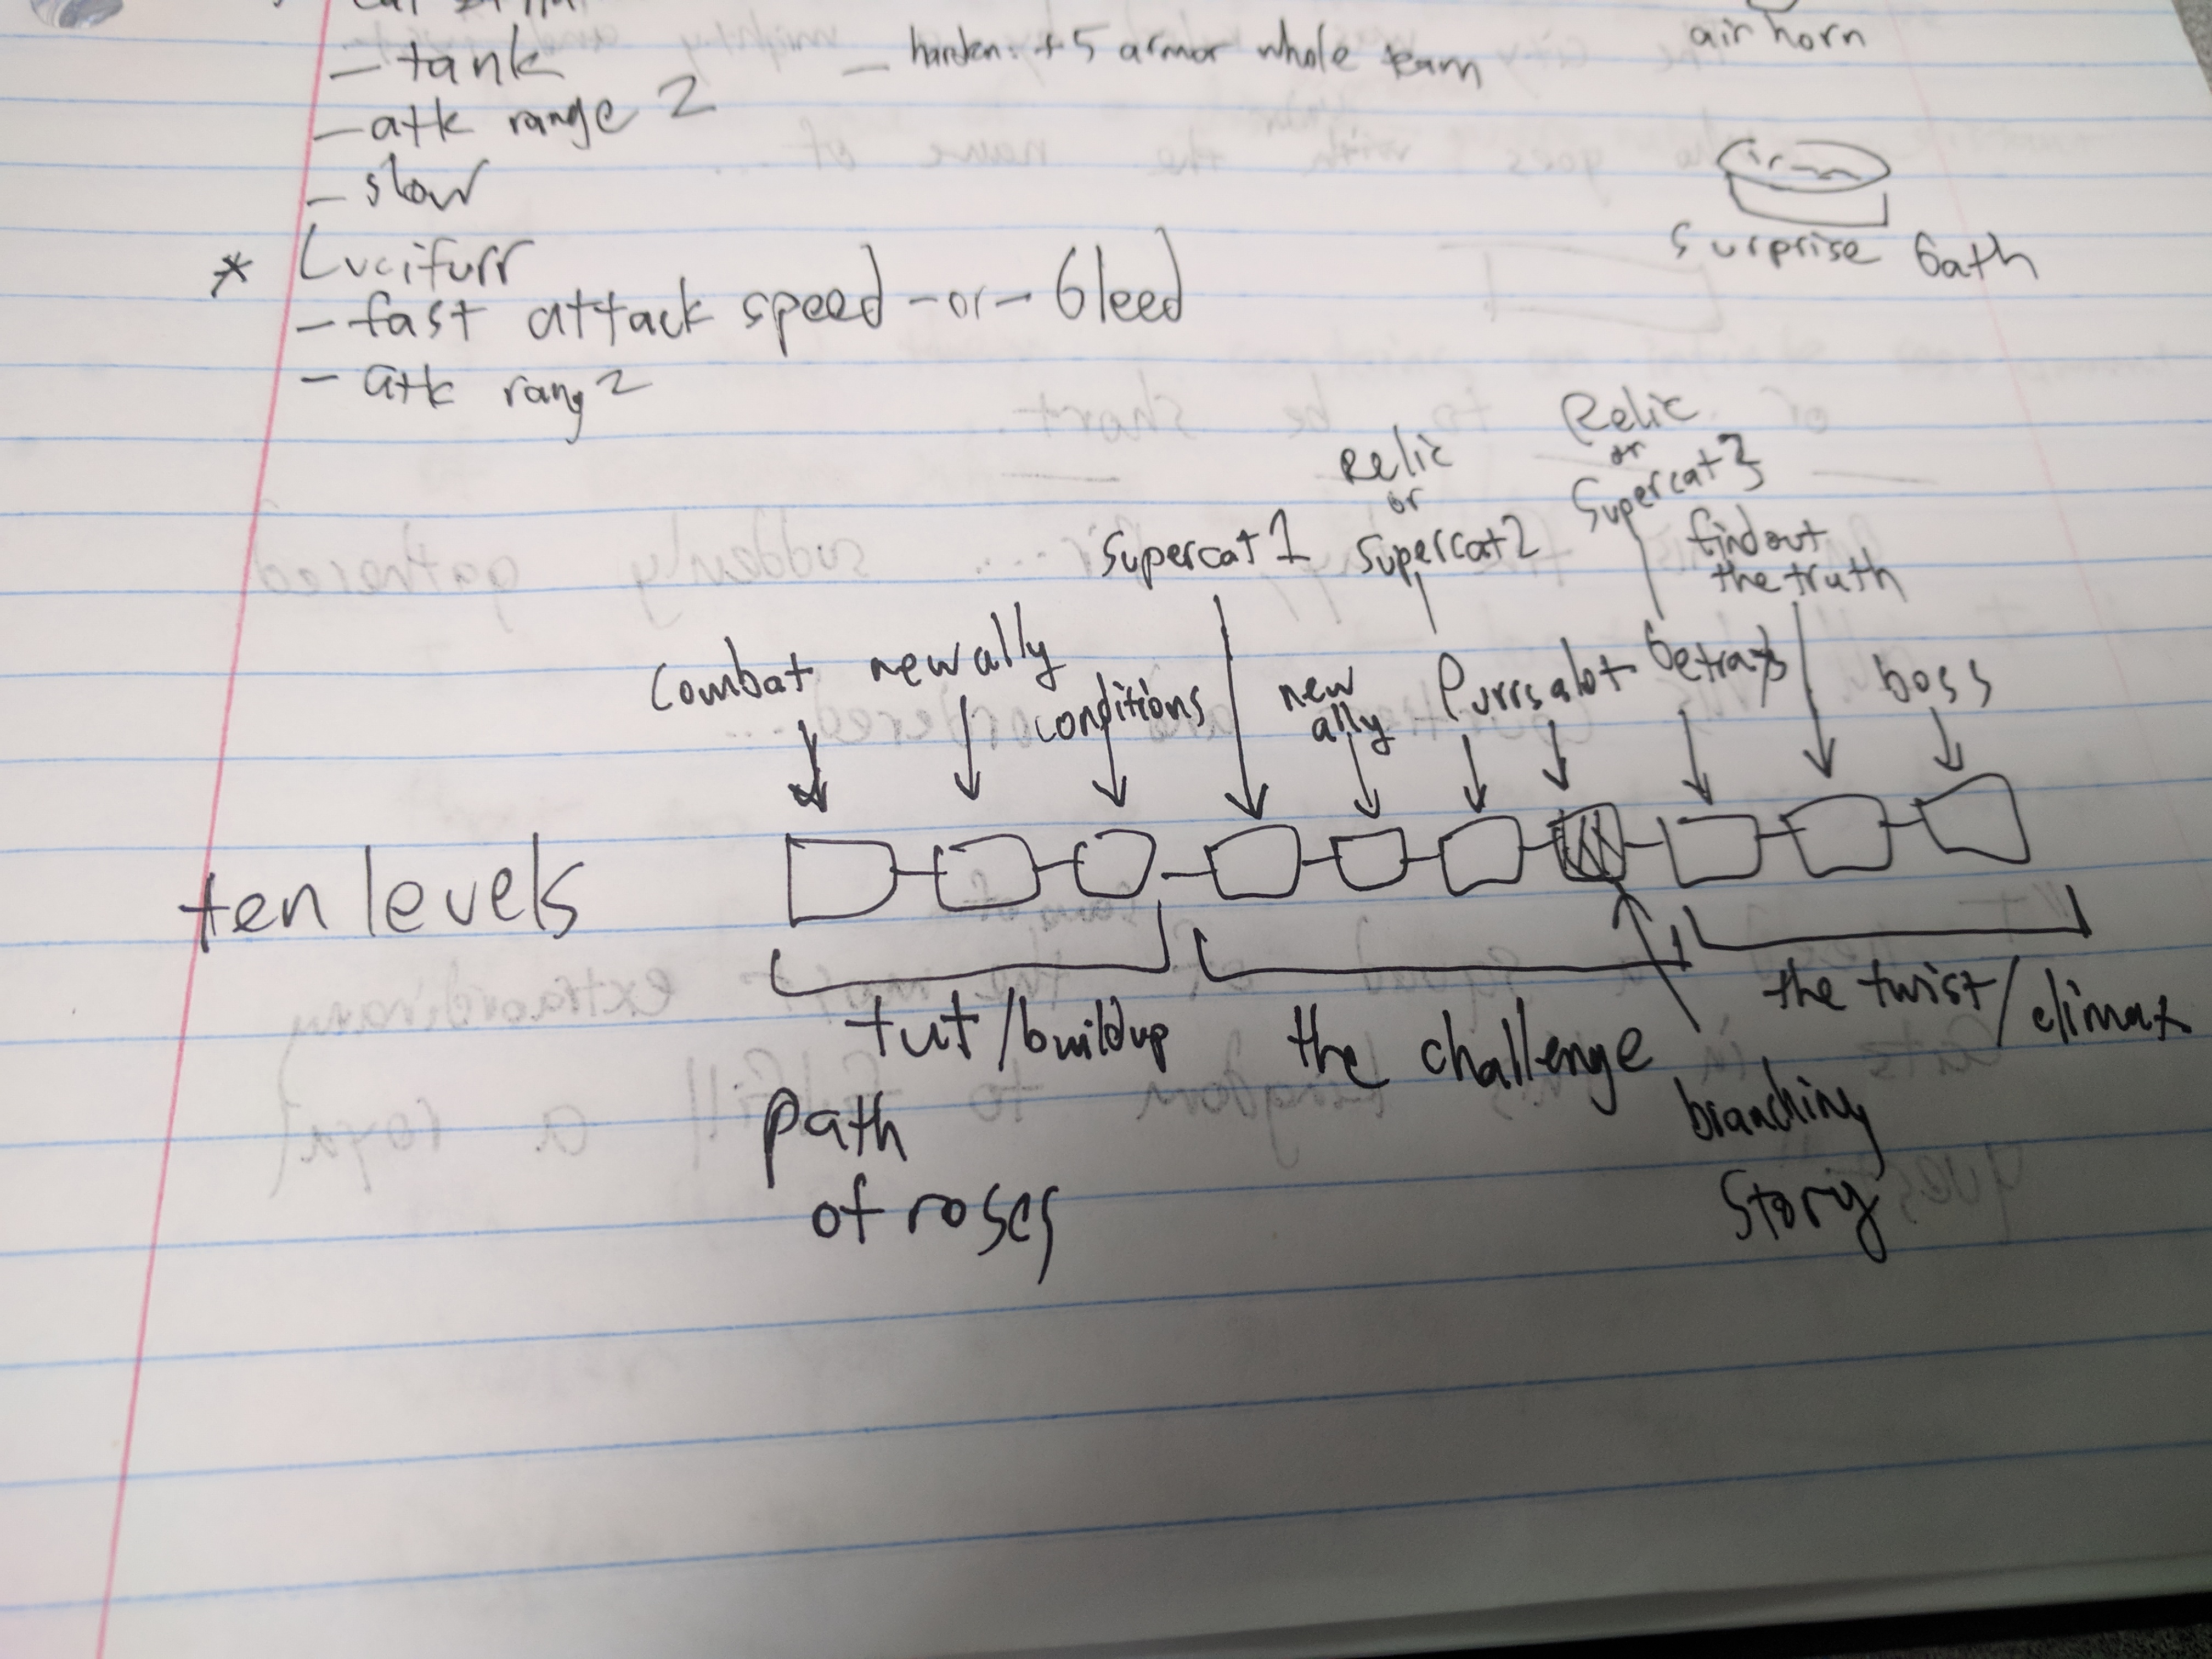 - tank
- atk range 2
- harden: +5 armor whole team
- slow
air horn
surprise bath
* Lucifurr
- fast attack speed -or- bleed
- atk rang 2
Combat
new ally
conditions
supercat 1
Relic
or
supercat 2
new
ally
Purrsalot
Relic
or
Supercat 3
betrays
find out
the truth
boss
ten levels
tut/buildup
the challenge
the twist/climax
path
of roses
branching
story